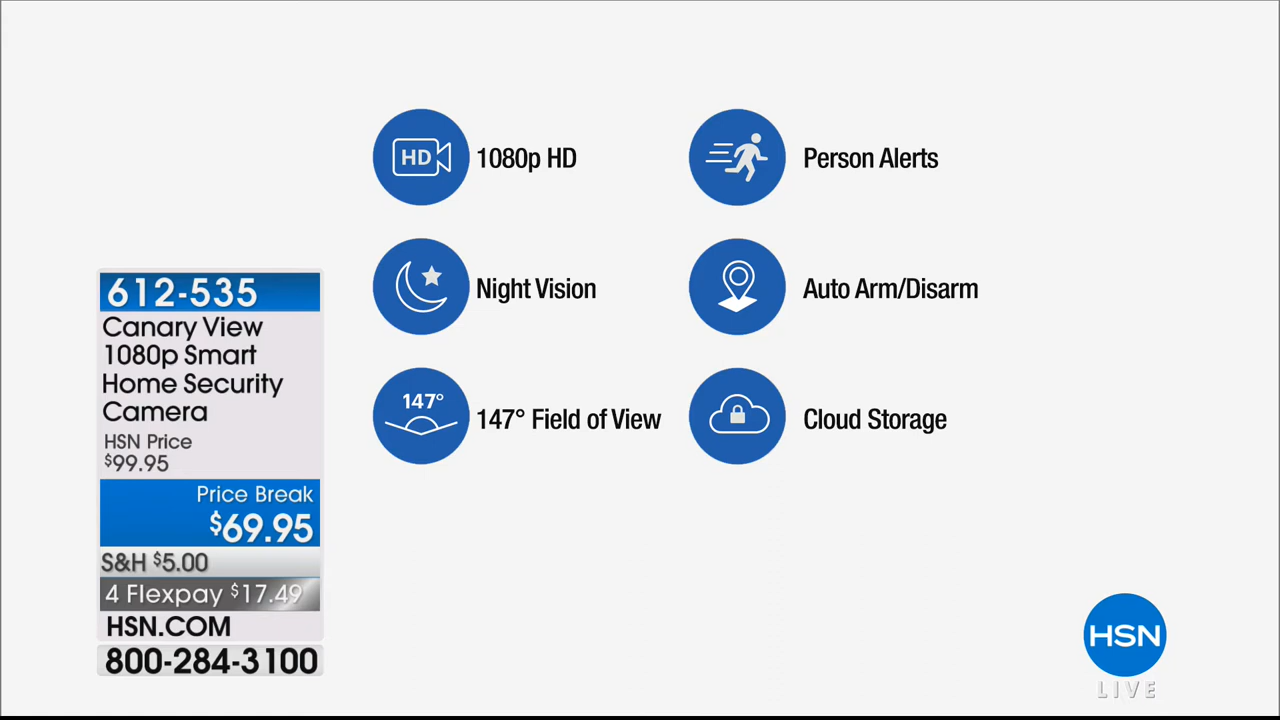 HD
1080p HD
Person Alerts
Night Vision
Auto Arm/Disarm
147°
147° Field of View
Cloud Storage
612-535
Canary View
1080p Smart
Home Security
Camera
HSN Price
$99.95
Price Break
$69.95
S&H $5.00
4 Flexpay $17.49
HSN.COM
800-284-3100
HSN
LIVE